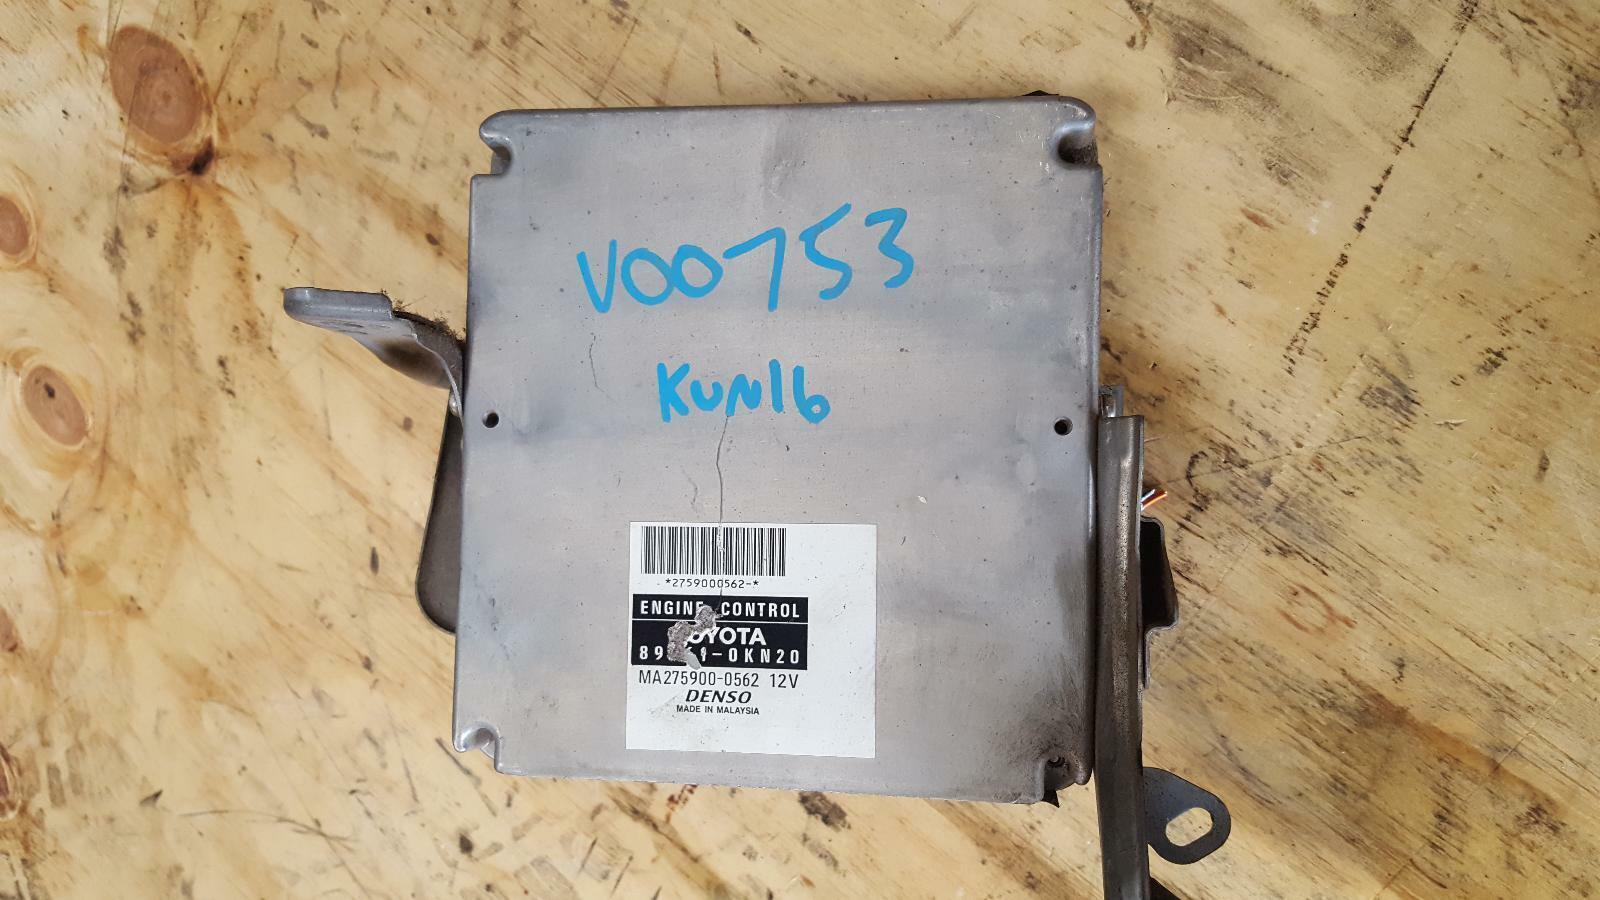 V00753
KUN16
*2759000562-*
ENGINE CONTROL
TOYOTA
MA275900-0562 12V
DENSO
MADE IN MALAYSIA